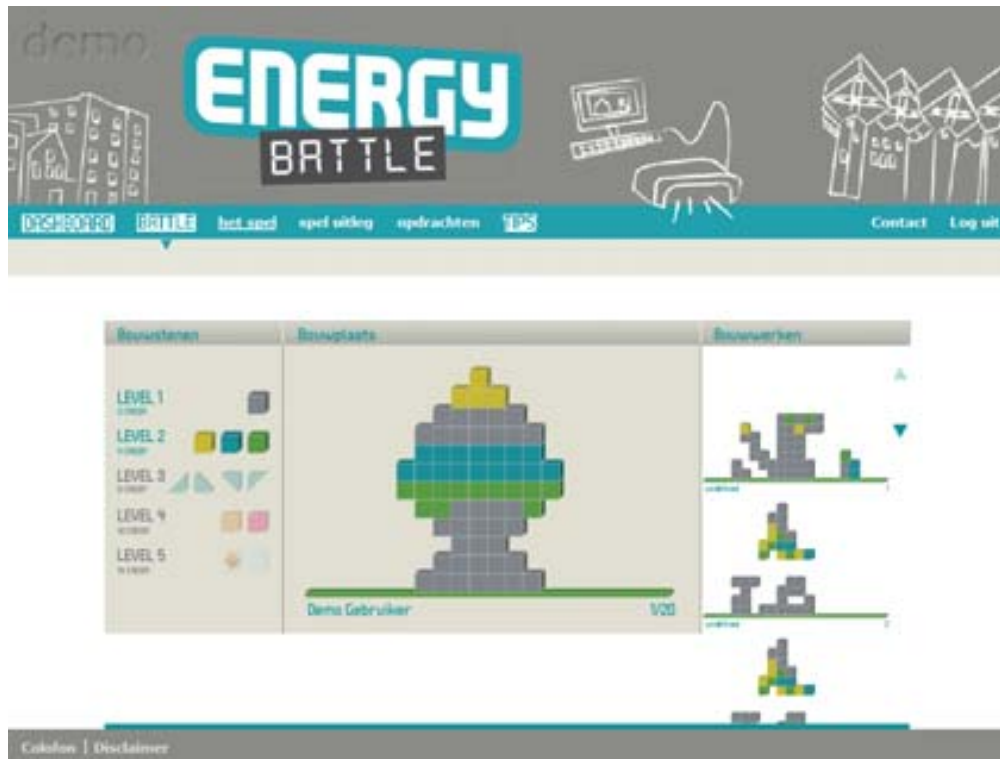 demo
ENERGY
BATTLE
DASHBOARD BATTLE het spel spel uitleg opdrachten TIPS Contact Log uit
Bouwstenen Bouwplaats Bouwwerken
LEVEL 1
LEVEL 2
LEVEL 3
LEVEL 4
LEVEL 5
Demo Gebruiker 1/20
Colofon | Disclaimer